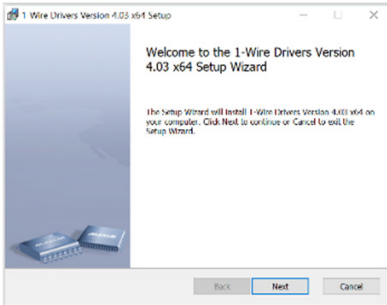 1 Wire Drivers Version 4.03 x64 Setup
Welcome to the 1-Wire Drivers Version
4.03 x64 Setup Wizard
The Setup Wizard will install 1-Wire Drivers Version 4.03 x64 on
your computer. Click Next to continue or Cancel to exit the
Setup Wizard.
Back
Next
Cancel